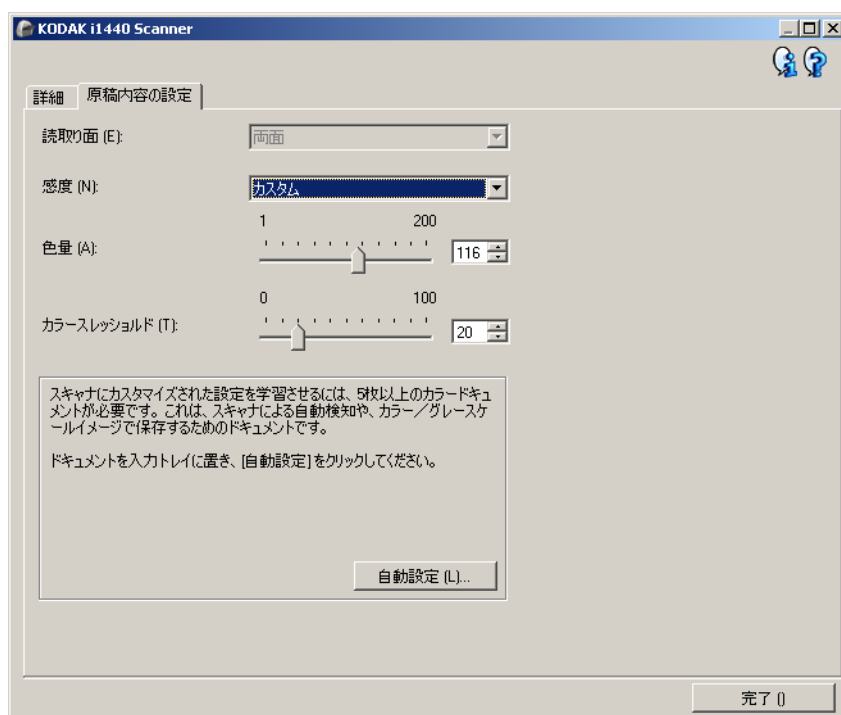 KODAK i1440 Scanner
詳細 原稿内容の設定
読取り面 (E): 両面
感度 (N): カスタム
1 200
色量 (A): 116
0 100
カラースレッショルド (T): 20
スキャナにカスタマイズされた設定を学習させるには、5枚以上のカラードキュ
メントが必要です。これは、スキャナによる自動検知や、カラー／グレースケ
ールイメージで保存するためのドキュメントです。
ドキュメントを入力トレイに置き、[自動設定]をクリックしてください。
自動設定 (L)...
完了 ()